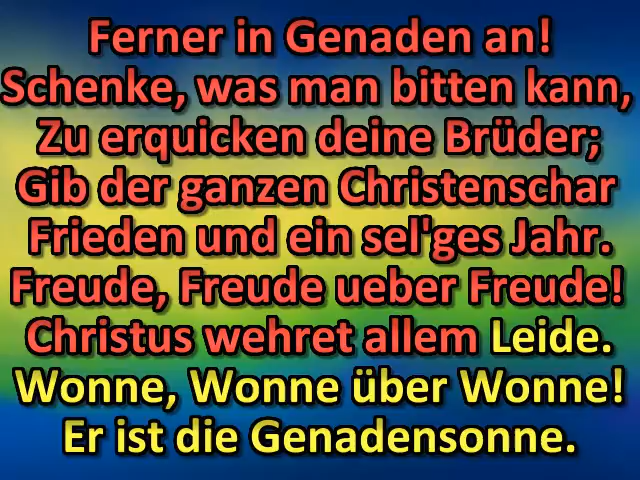 Ferner in Genaden an!
Schenke, was man bitten kann,
Zu erquicken deine Brüder;
Gib der ganzen Christenschar
Frieden und ein sel'ges Jahr.
Freude, Freude ueber Freude!
Christus wehret allem Leide.
Wonne, Wonne über Wonne!
Er ist die Genadensonne.